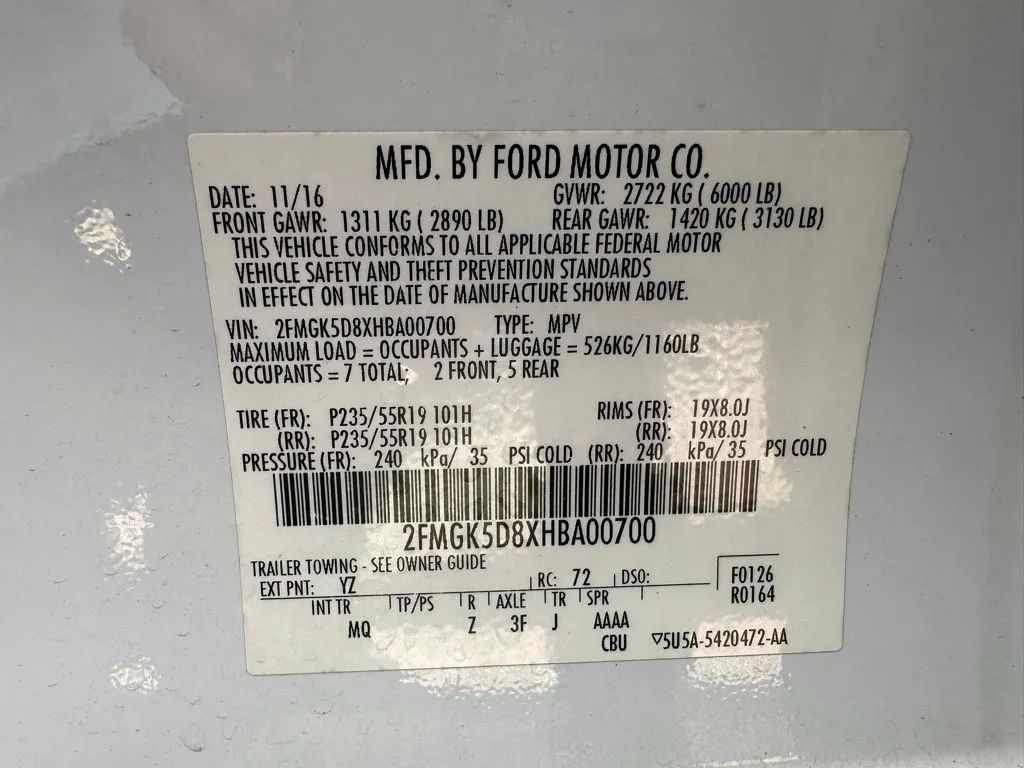 MFD. BY FORD MOTOR CO.
DATE: 11/16 GVWR: 2722 KG ( 6000 LB)
FRONT GAWR: 1311 KG ( 2890 LB) REAR GAWR: 1420 KG ( 3130 LB)
THIS VEHICLE CONFORMS TO ALL APPLICABLE FEDERAL MOTOR
VEHICLE SAFETY AND THEFT PREVENTION STANDARDS
IN EFFECT ON THE DATE OF MANUFACTURE SHOWN ABOVE.
VIN: 2FMGK5D8XHBA00700 TYPE: MPV
MAXIMUM LOAD = OCCUPANTS + LUGGAGE = 526KG/1160LB
OCCUPANTS = 7 TOTAL; 2 FRONT, 5 REAR
TIRE (FR): P235/55R19 101H RIMS (FR): 19X8.0J
(RR): P235/55R19 101H (RR): 19X8.0J
PRESSURE (FR): 240 kPa/ 35 PSI COLD (RR): 240 kPa/ 35 PSI COLD
2FMGK5D8XHBA00700
TRAILER TOWING - SEE OWNER GUIDE
EXT PNT: YZ RC: 72 DSO: F0126
INT TR TP/PS R AXLE TR SPR R0164
MQ Z 3F J AAAA
CBU ▽5U5A-5420472-AA